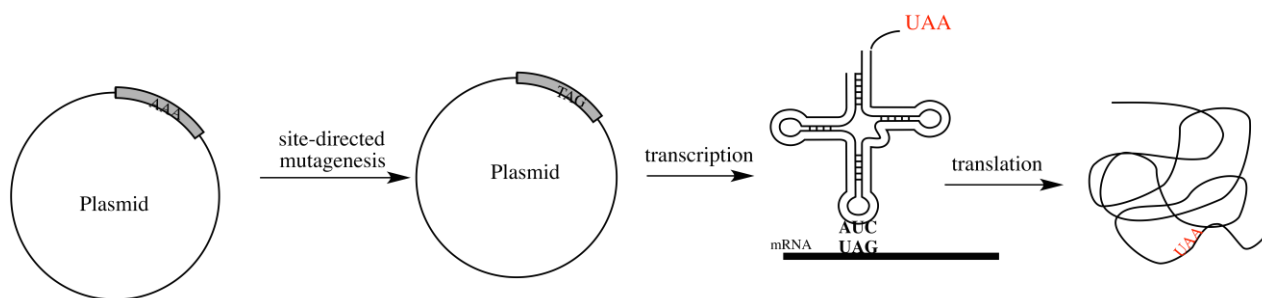 AAA
Plasmid
site-directed
mutagenesis
TAG
Plasmid
transcription
UAA
AUC
UAG
mRNA
translation
UAA